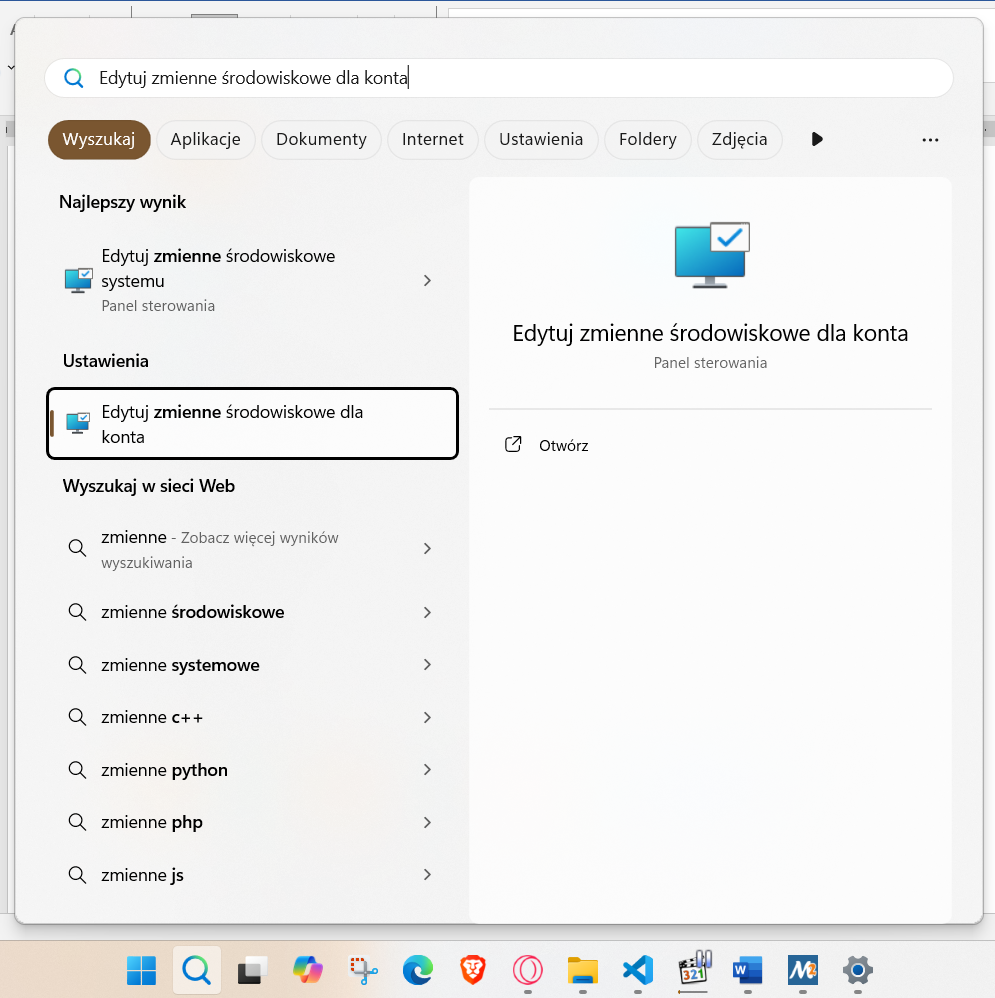 Edytuj zmienne środowiskowe dla konta
Wyszukaj
Aplikacje
Dokumenty
Internet
Ustawienia
Foldery
Zdjęcia
Najlepszy wynik
Edytuj zmienne środowiskowe
systemu
Panel sterowania
Ustawienia
Edytuj zmienne środowiskowe dla
konta
Wyszukaj w sieci Web
zmienne - Zobacz więcej wyników
wyszukiwania
zmienne środowiskowe
zmienne systemowe
zmienne c++
zmienne python
zmienne php
zmienne js
Edytuj zmienne środowiskowe dla konta
Panel sterowania
Otwórz
321
W
M2